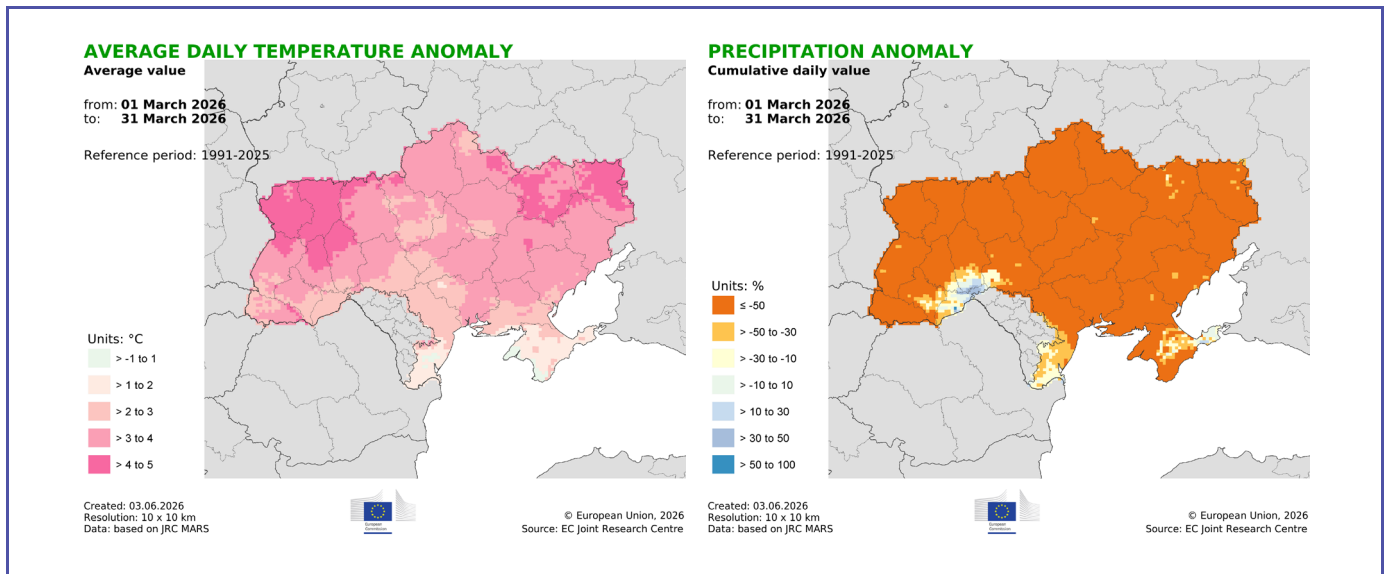 AVERAGE DAILY TEMPERATURE ANOMALY
Average value
from: 01 March 2026
to: 31 March 2026
Reference period: 1991-2025
Units: °C
> -1 to 1
> 1 to 2
> 2 to 3
> 3 to 4
> 4 to 5
Created: 03.06.2026
Resolution: 10 x 10 km
Data: based on JRC MARS
European
Commission
© European Union, 2026
Source: EC Joint Research Centre
PRECIPITATION ANOMALY
Cumulative daily value
from: 01 March 2026
to: 31 March 2026
Reference period: 1991-2025
Units: %
≤ -50
> -50 to -30
> -30 to -10
> -10 to 10
> 10 to 30
> 30 to 50
> 50 to 100
Created: 03.06.2026
Resolution: 10 x 10 km
Data: based on JRC MARS
European
Commission
© European Union, 2026
Source: EC Joint Research Centre